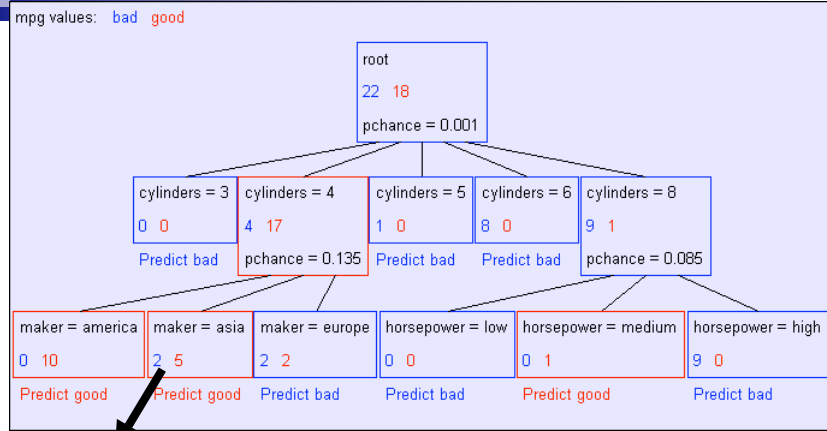 mpg values: bad good
root
22 18
pchance = 0.001
cylinders = 3 cylinders = 4 cylinders = 5 cylinders = 6 cylinders = 8
0 0 4 17 1 0 8 0 9 1
Predict bad pchance = 0.135 Predict bad Predict bad pchance = 0.085
maker = america maker = asia maker = europe horsepower = low horsepower = medium horsepower = high
0 10 2 5 2 2 0 0 0 1 9 0
Predict good Predict good Predict bad Predict bad Predict good Predict bad